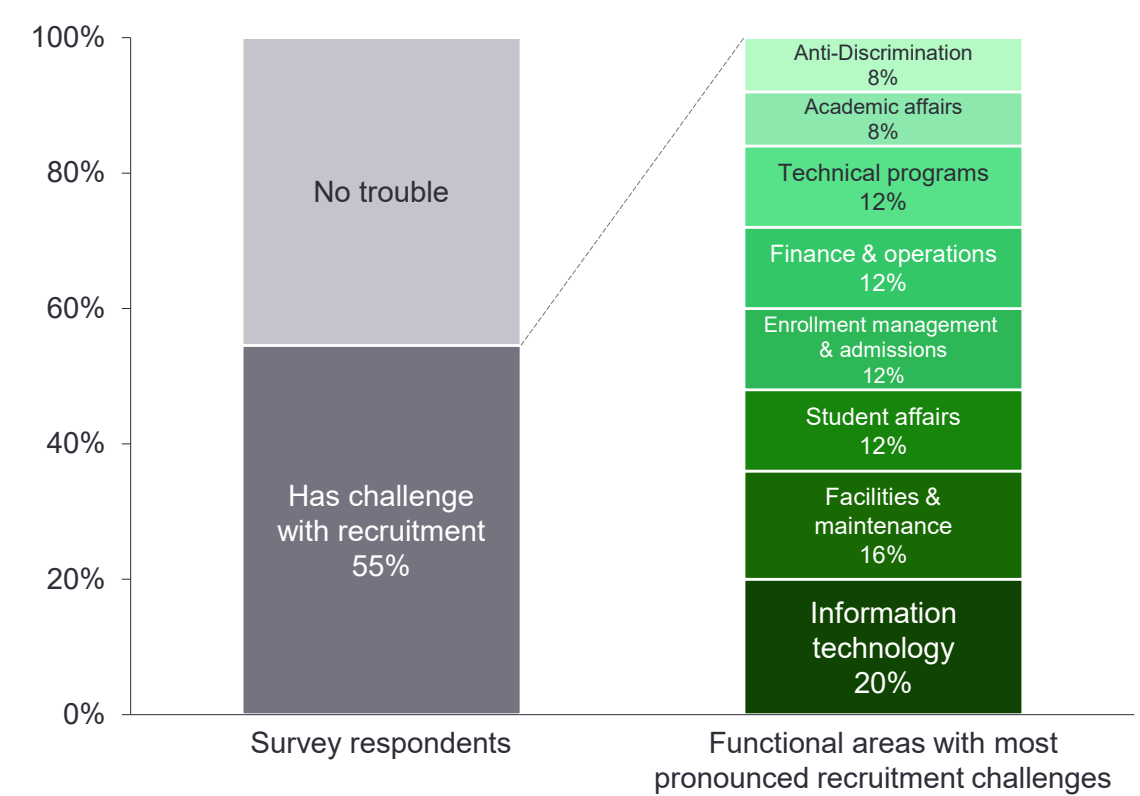 100%
80%
60%
40%
20%
0%
No trouble
Has challenge
with recruitment
55%
Survey respondents
Anti-Discrimination
8%
Academic affairs
8%
Technical programs
12%
Finance & operations
12%
Enrollment management
& admissions
12%
Student affairs
12%
Facilities &
maintenance
16%
Information
technology
20%
Functional areas with most
pronounced recruitment challenges